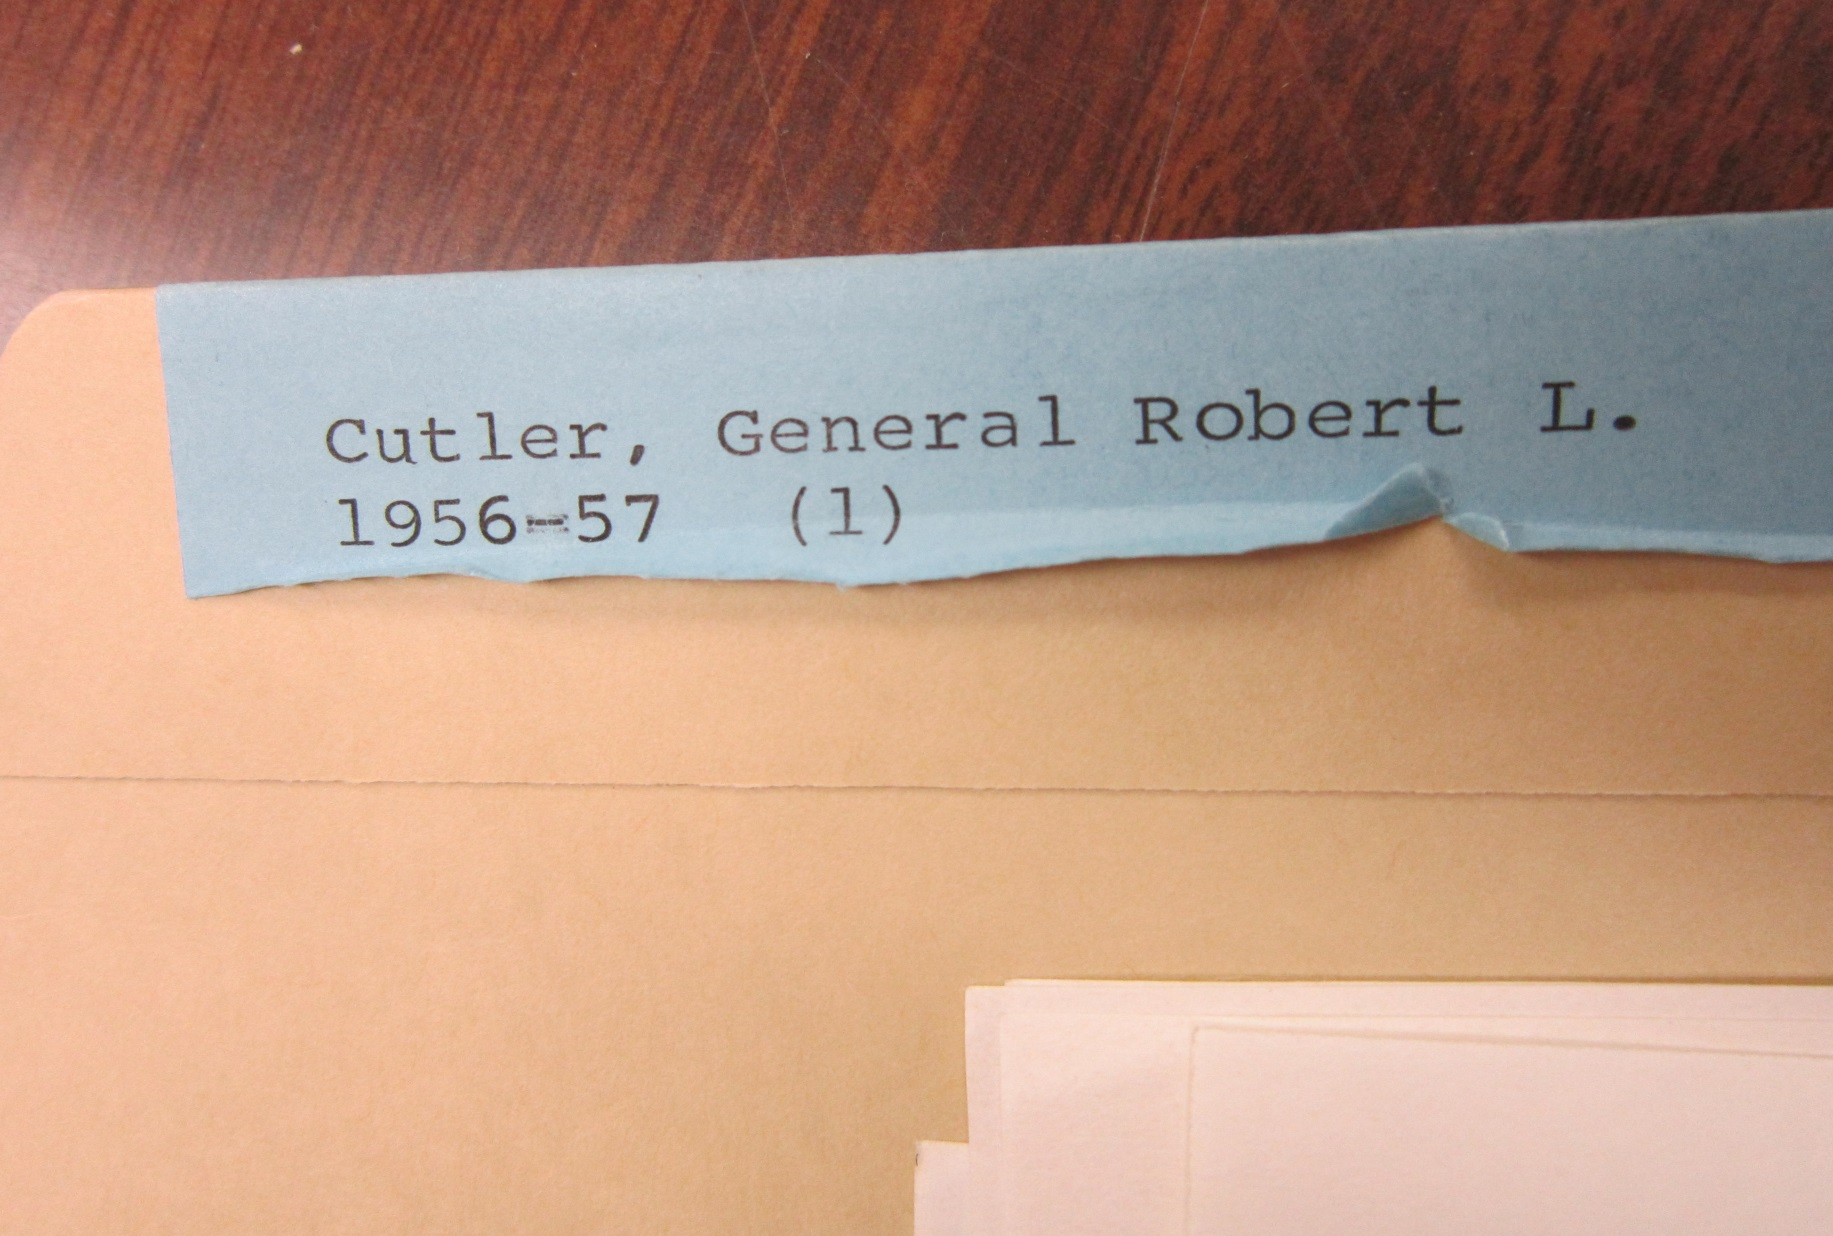 Cutler, General Robert L.
1956-57 (1)